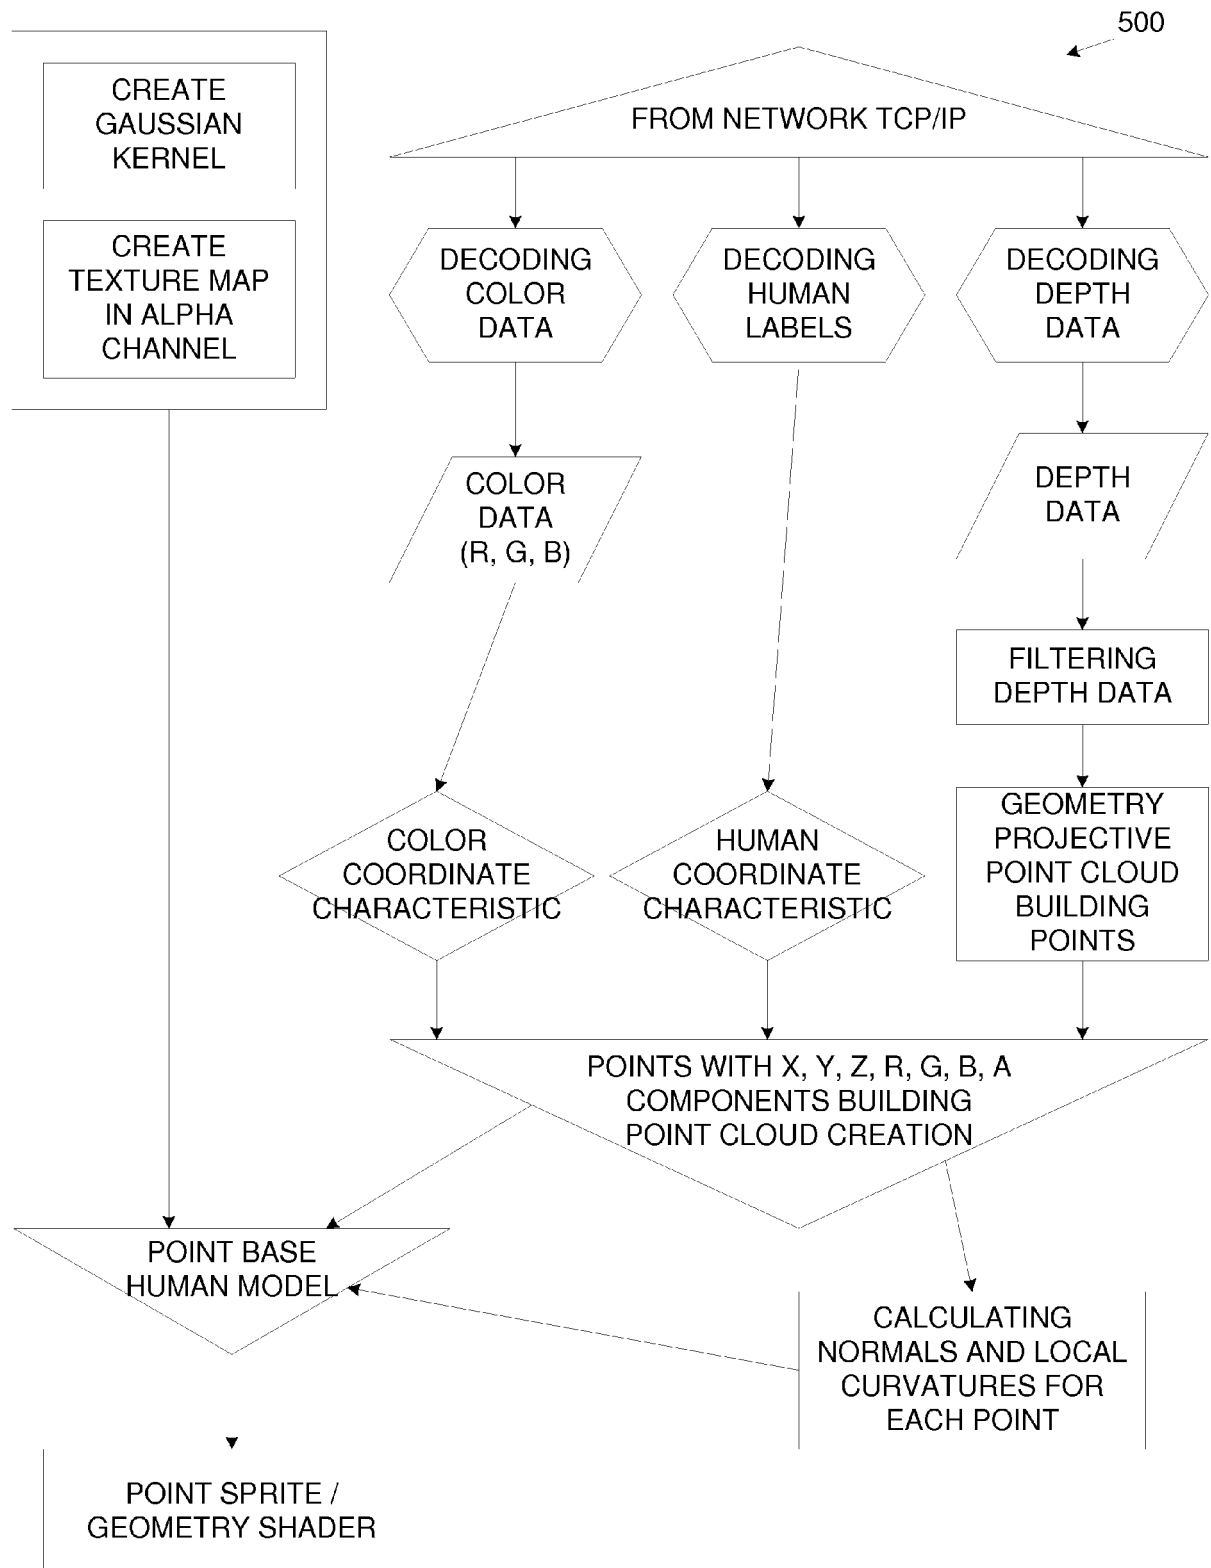 500
CREATE
GAUSSIAN
KERNEL
CREATE
TEXTURE MAP
IN ALPHA
CHANNEL
FROM NETWORK TCP/IP
DECODING
COLOR
DATA
DECODING
HUMAN
LABELS
DECODING
DEPTH
DATA
COLOR
DATA
(R, G, B)
DEPTH
DATA
FILTERING
DEPTH DATA
COLOR
COORDINATE
CHARACTERISTIC
HUMAN
COORDINATE
CHARACTERISTIC
GEOMETRY
PROJECTIVE
POINT CLOUD
BUILDING
POINTS
POINTS WITH X, Y, Z, R, G, B, A
COMPONENTS BUILDING
POINT CLOUD CREATION
POINT BASE
HUMAN MODEL
CALCULATING
NORMALS AND LOCAL
CURVATURES FOR
EACH POINT
POINT SPRITE /
GEOMETRY SHADER